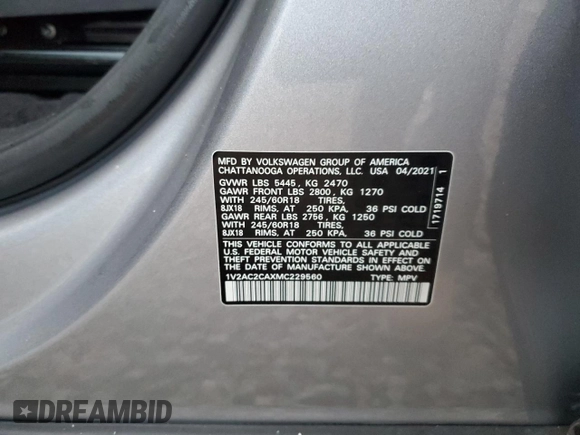 MFD BY VOLKSWAGEN GROUP OF AMERICA
CHATTANOOGA OPERATIONS, LLC. USA 04/2021
GVWR LBS 5445, KG 2470
GAWR FRONT LBS 2800, KG 1270
WITH 245/60R18 TIRES,
8JX18 RIMS, AT 250 KPA, 36 PSI COLD
GAWR REAR LBS 2756, KG 1250
WITH 245/60R18 TIRES,
8JX18 RIMS, AT 250 KPA, 36 PSI COLD
THIS VEHICLE CONFORMS TO ALL APPLICABLE
U.S. FEDERAL MOTOR VEHICLE SAFETY AND
THEFT PREVENTION STANDARDS IN EFFECT ON
THE DATE OF MANUFACTURE SHOWN ABOVE.
1V2AC2CAXMC229560 TYPE: MPV
1719714 1
DREAMBID